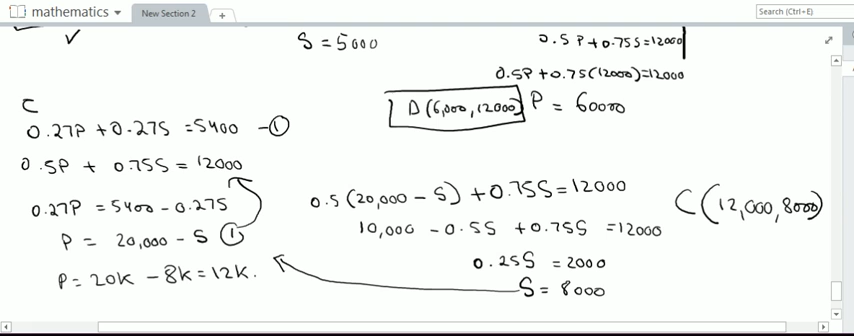 mathematics
New Section 2
Search (Ctrl+E)
S = 5000
0.5P + 0.75S = 12000
0.5P + 0.75(12000) = 12000
D(6,000, 12000) P = 60000
C
0.27P + 0.27S = 5400 - ①
0.5P + 0.75S = 12000
0.27P = 5400 - 0.27S
P = 20,000 - S ①
P = 20K - 8K = 12K.
0.5(20,000 - S) + 0.75S = 12000
10,000 - 0.5S + 0.75S = 12000
0.25S = 2000
S = 8000
C(12,000, 8000)